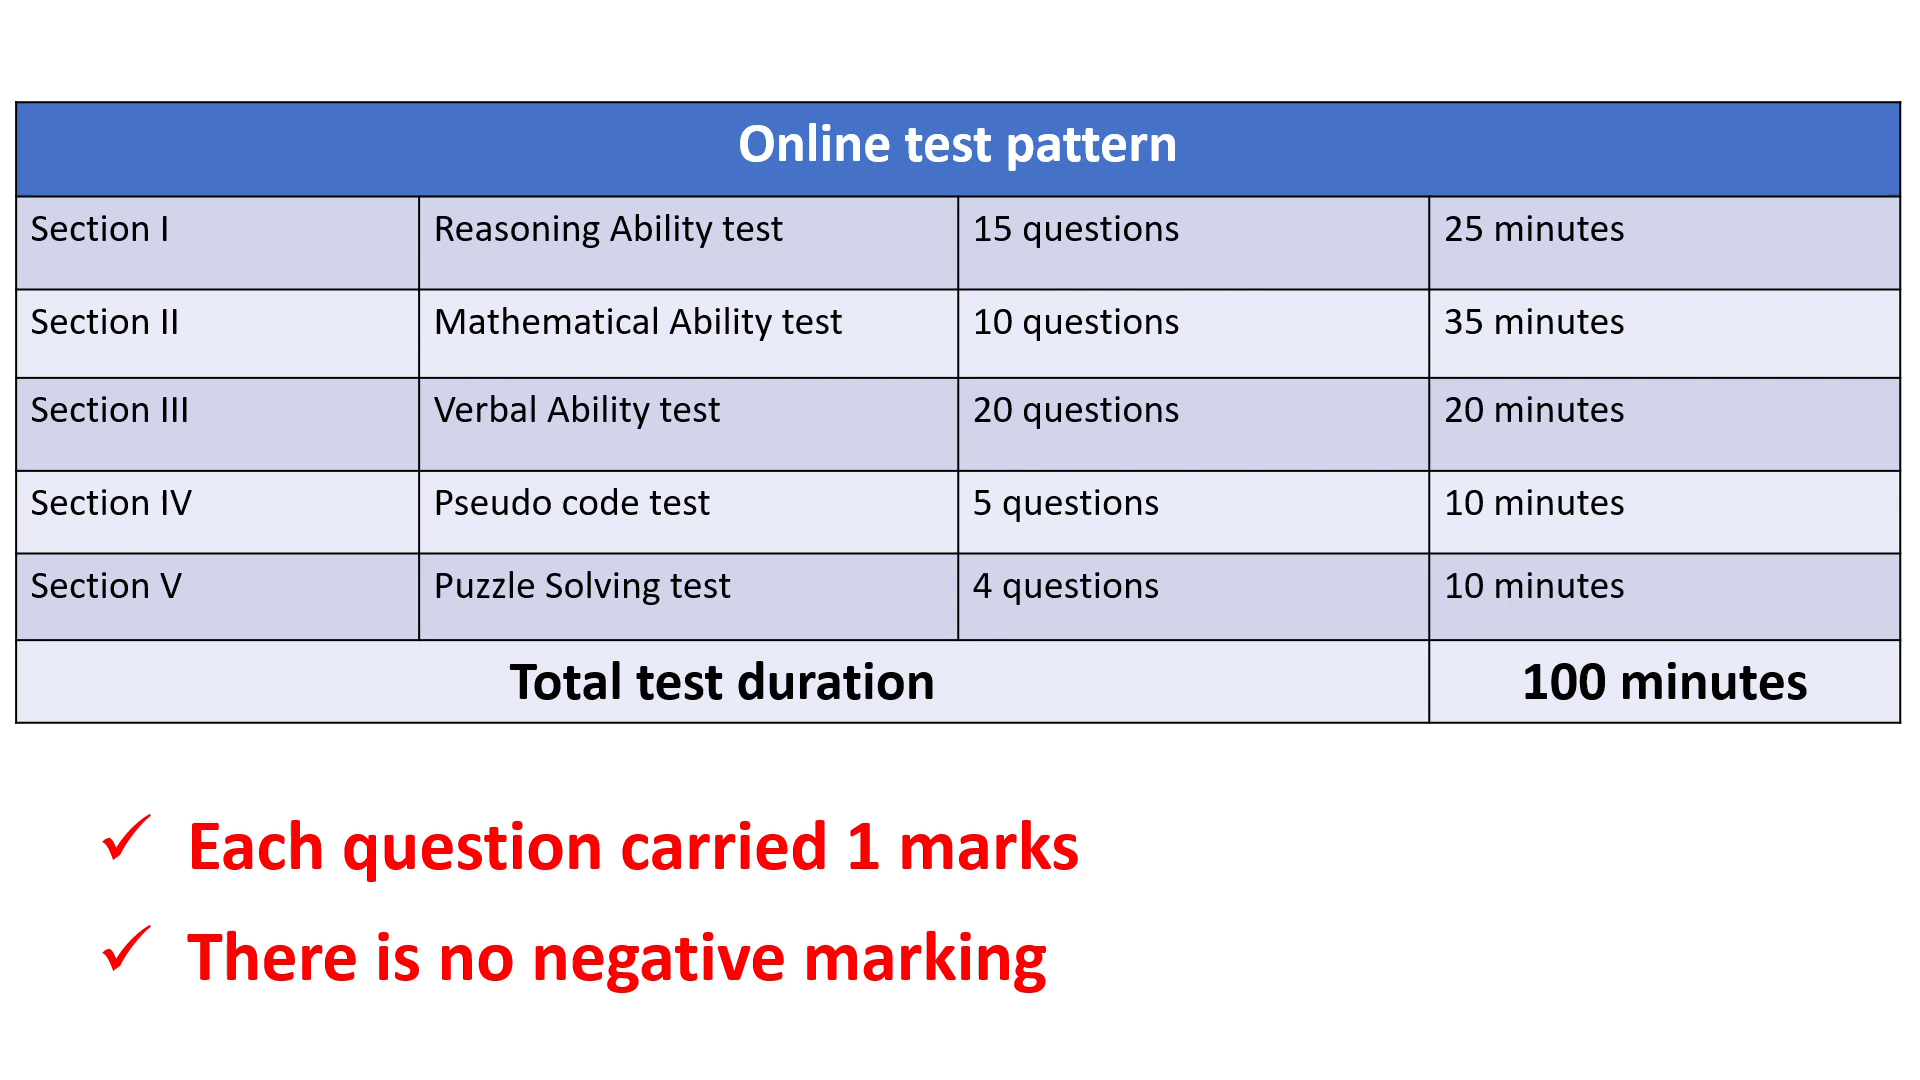 Online test pattern
Section I Reasoning Ability test 15 questions 25 minutes
Section II Mathematical Ability test 10 questions 35 minutes
Section III Verbal Ability test 20 questions 20 minutes
Section IV Pseudo code test 5 questions 10 minutes
Section V Puzzle Solving test 4 questions 10 minutes
Total test duration 100 minutes
✓ Each question carried 1 marks
✓ There is no negative marking